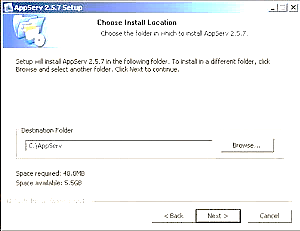 AppServ 2.5.7 Setup
Choose Install Location
Choose the folder in which to install AppServ 2.5.7.
Setup will install AppServ 2.5.7 in the following folder. To install in a different folder, click
Browse and select another folder. Click Next to continue.
Destination Folder
C:\AppServ
Browse...
Space required: 40.0MB
Space available: 5.5GB
< Back
Next >
Cancel